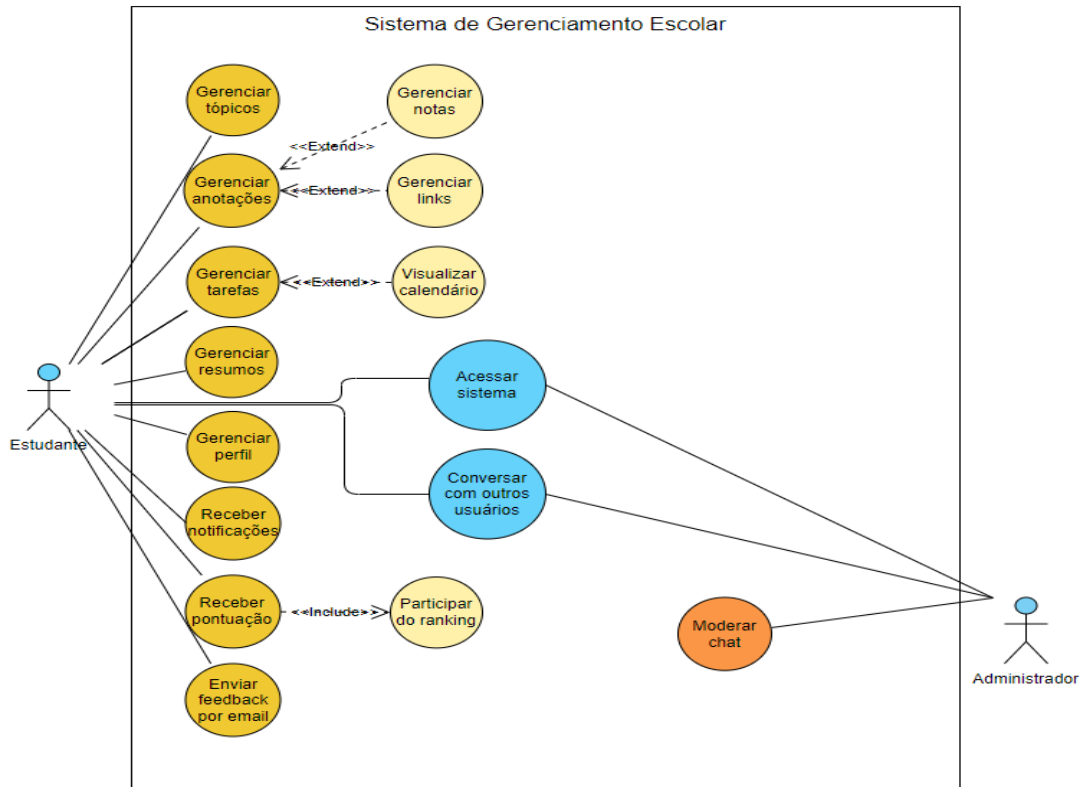 Sistema de Gerenciamento Escolar
Gerenciar
tópicos
Gerenciar
notas
<<Extend>>
Gerenciar
anotações
<<Extend>
Gerenciar
links
Gerenciar
tarefas
<<Extend>
Visualizar
calendário
Gerenciar
resumos
Acessar
sistema
Estudante
Gerenciar
perfil
Conversar
com outros
usuários
Receber
notificações
Receber
pontuação
<<Include>
Participar
do ranking
Moderar
chat
Administrador
Enviar
feedback
por email